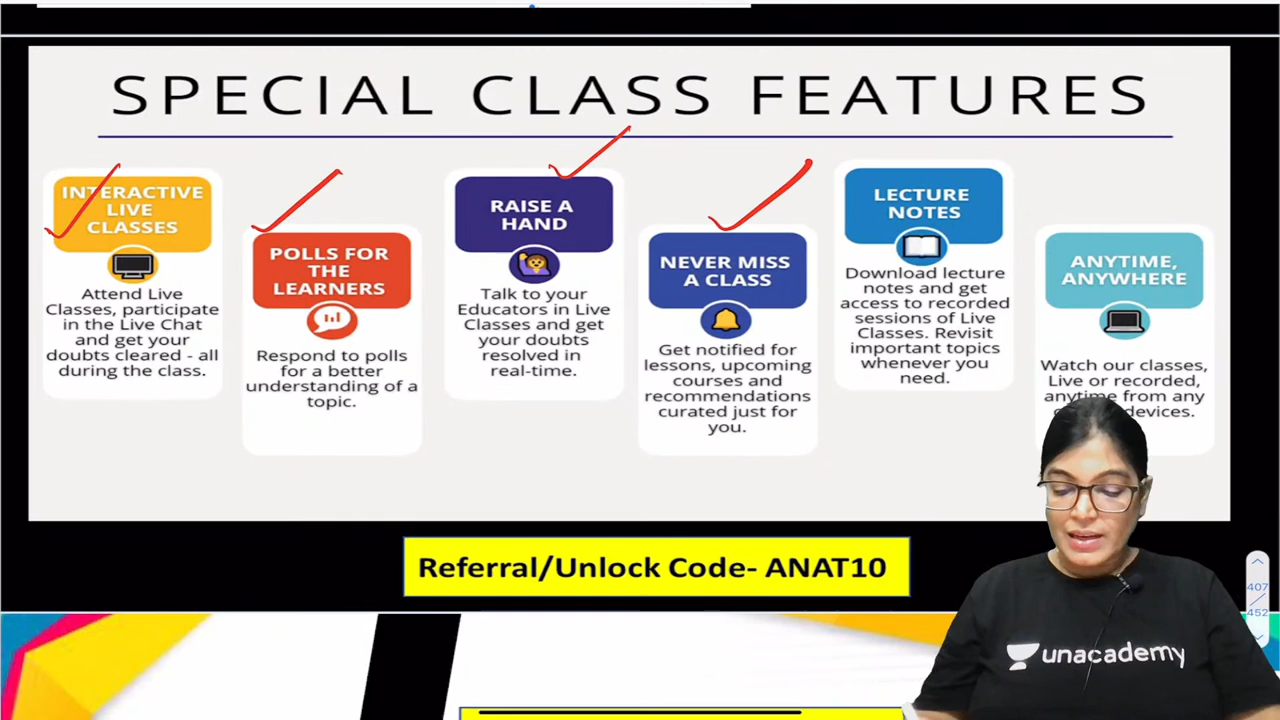 SPECIAL CLASS FEATURES
INTERACTIVE
LIVE
CLASSES
Attend Live
Classes, participate
in the Live Chat
and get your
doubts cleared - all
during the class.
POLLS FOR
THE
LEARNERS
Respond to polls
for a better
understanding of a
topic.
RAISE A
HAND
Talk to your
Educators in Live
Classes and get
your doubts
resolved in
real-time.
NEVER MISS
A CLASS
Get notified for
lessons, upcoming
courses and
recommendations
curated just for
you.
LECTURE
NOTES
Download lecture
notes and get
access to recorded
sessions of Live
Classes. Revisit
important topics
whenever you
need.
ANYTIME,
ANYWHERE
Watch our classes,
Live or recorded,
anytime from any
devices.
Referral/Unlock Code- ANAT10
407
452
unacademy